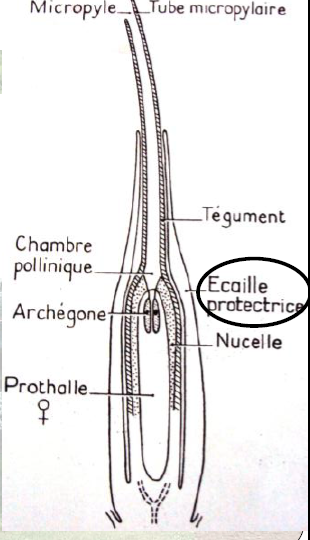 Micropyle
Tube micropylaire
Tégument
Chambre
pollinique
Ecaille
protectrice
Archégone
Nucelle
Prothalle
♀